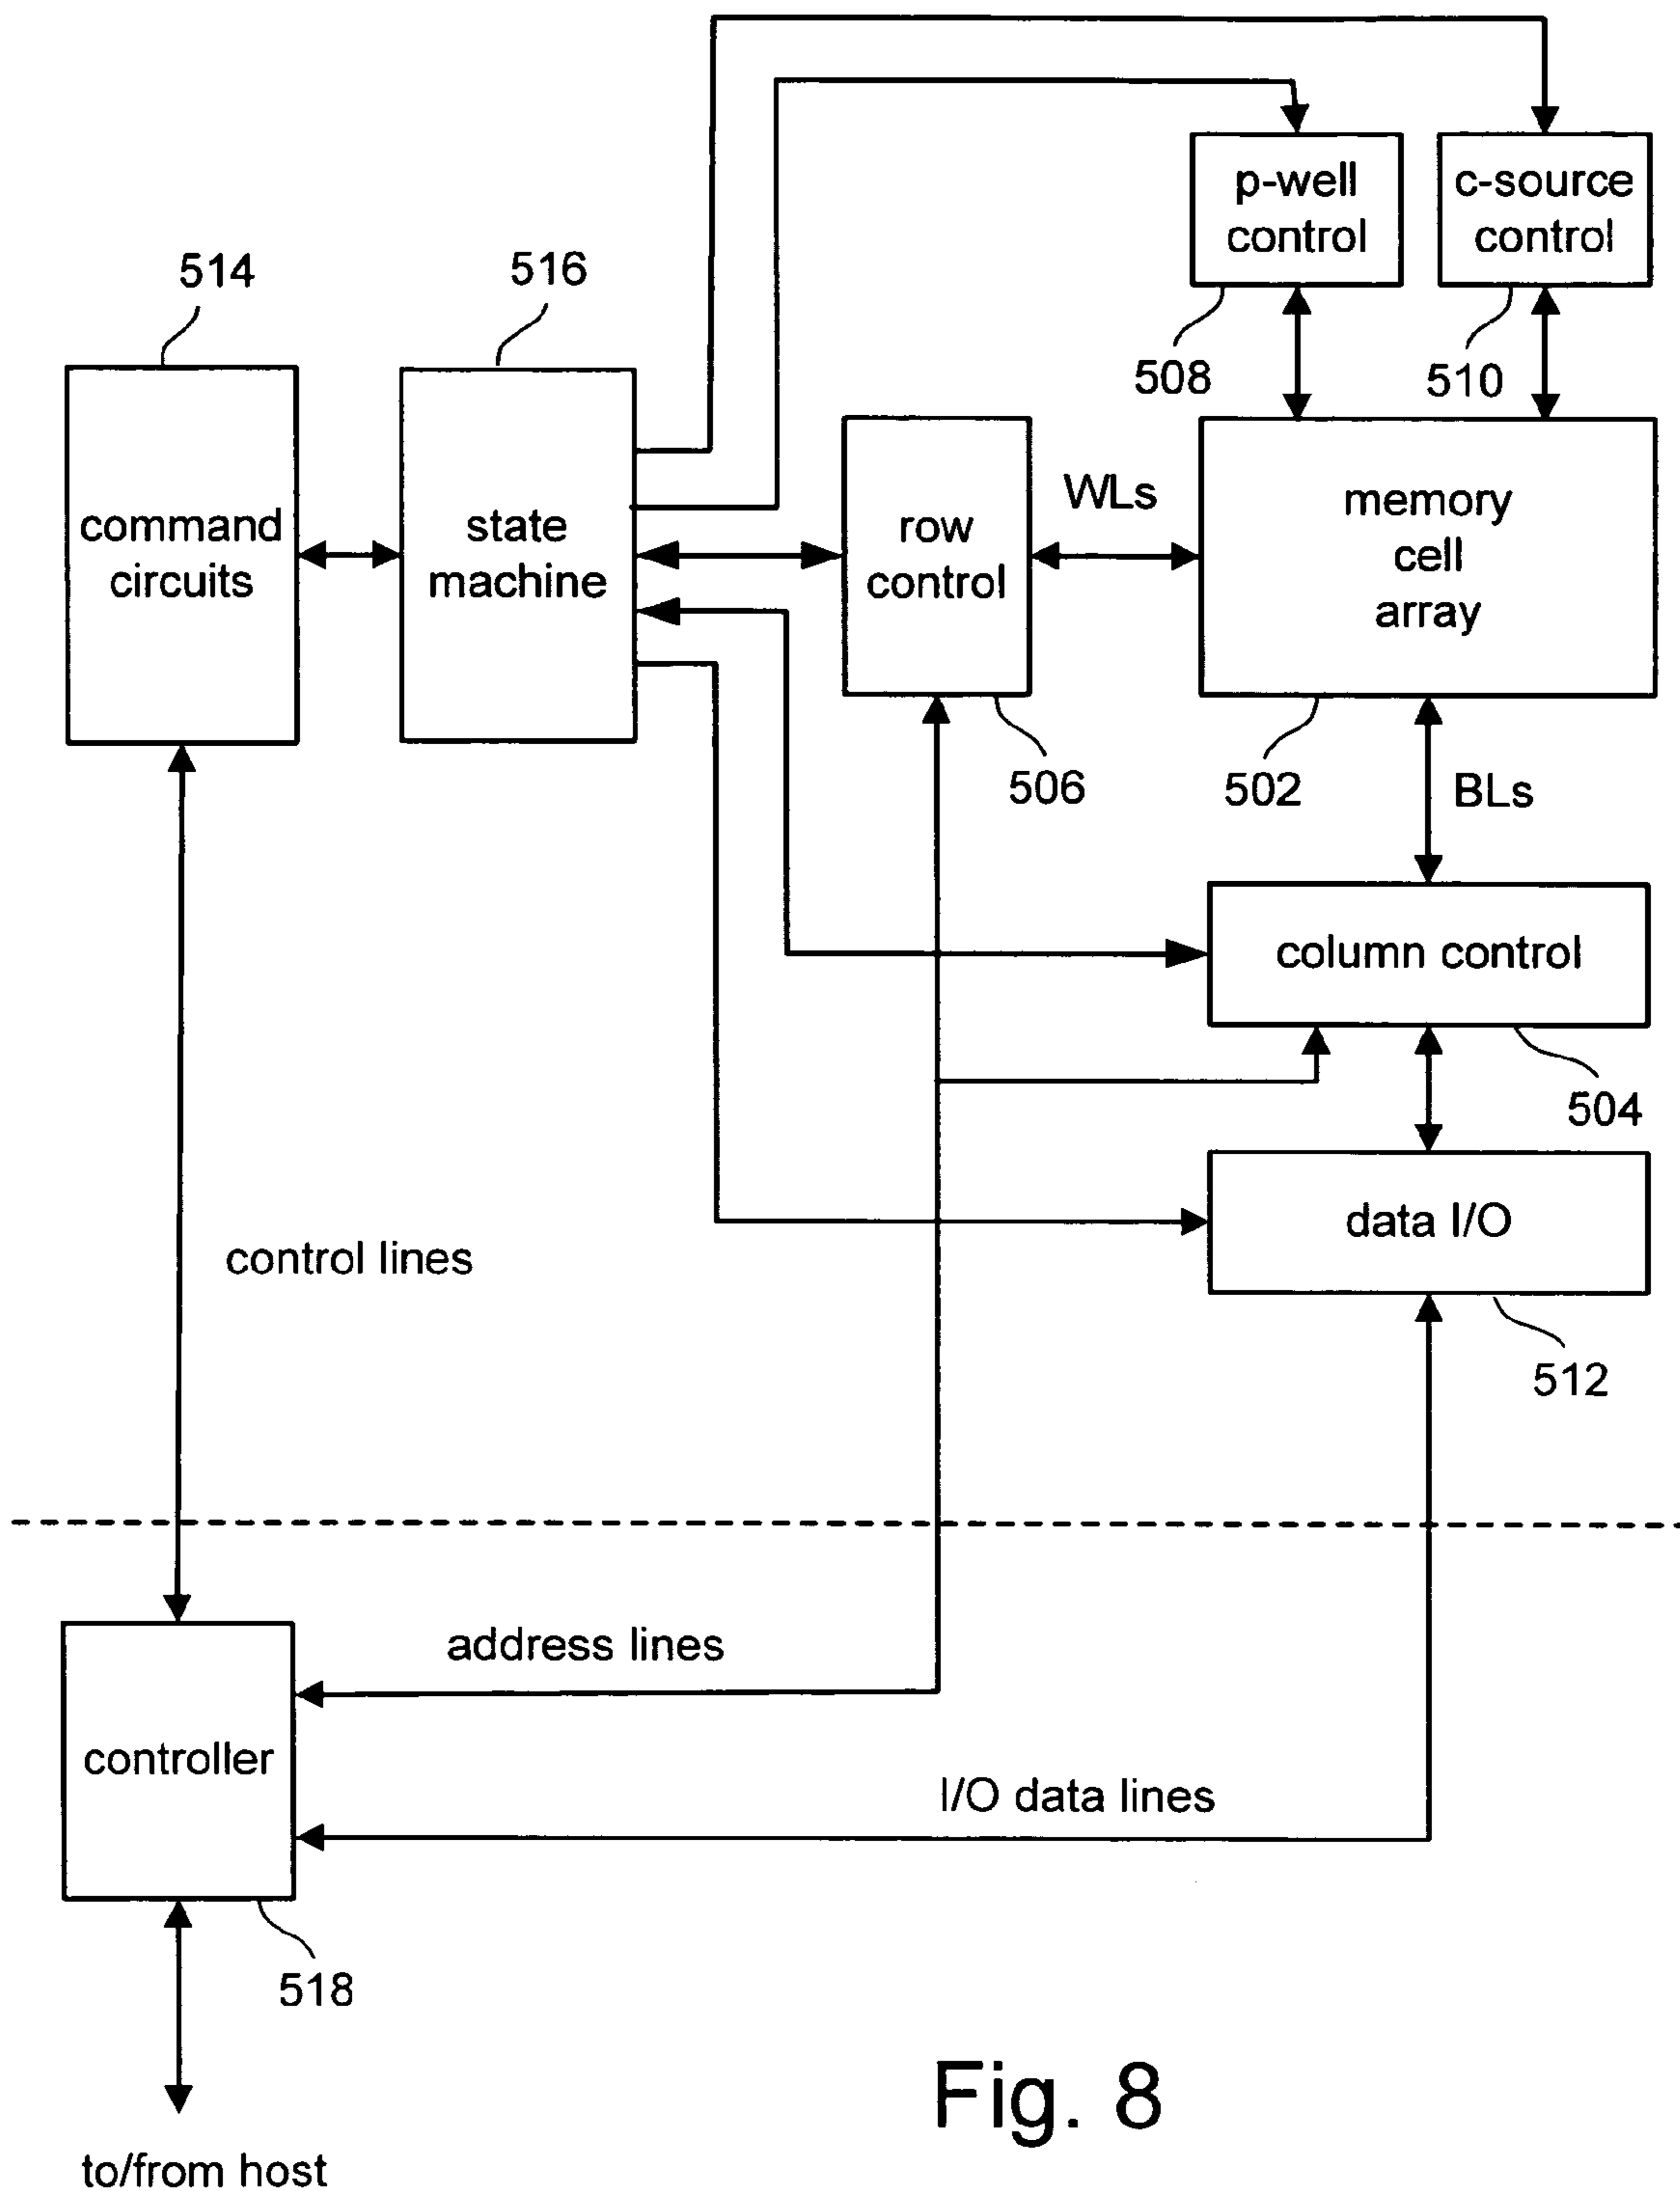 p-well
control
c-source
control
514
516
508
510
command
circuits
state
machine
row
control
WLs
memory
cell
array
506
502
BLs
column control
504
data I/O
control lines
512
address lines
controller
I/O data lines
518
Fig. 8
to/from host